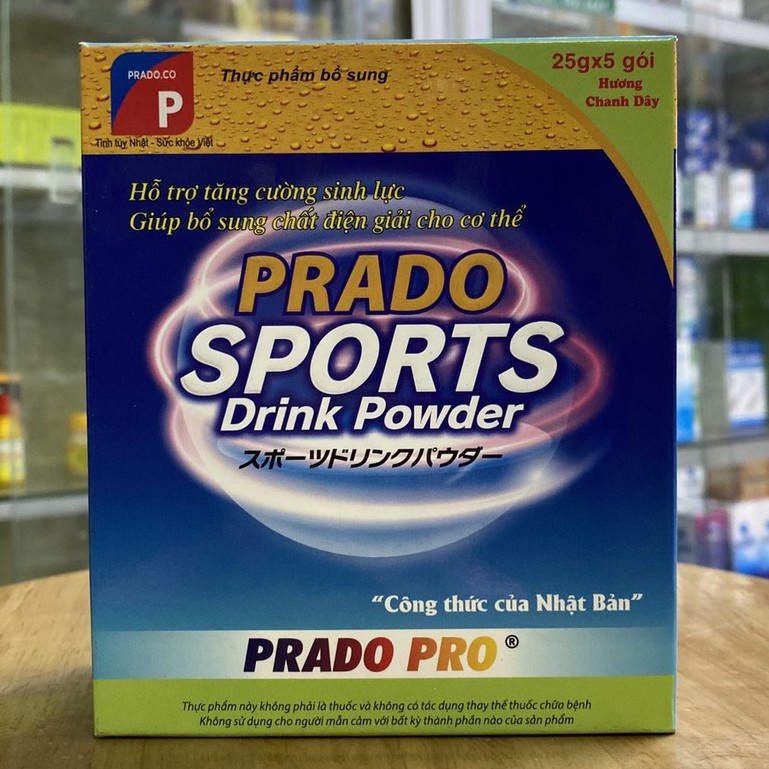 PRADO.CO
P
Tinh túy Nhật - Sức khỏe Việt
Thực phẩm bổ sung
25gx5 gói
Hương
Chanh Dây
Hỗ trợ tăng cường sinh lực
Giúp bổ sung chất điện giải cho cơ thể
PRADO
SPORTS
Drink Powder
スポーツドリンクパウダー
“Công thức của Nhật Bản”
PRADO PRO ®
Thực phẩm này không phải là thuốc và không có tác dụng thay thế thuốc chữa bệnh
Không sử dụng cho người mẫn cảm với bất kỳ thành phần nào của sản phẩm